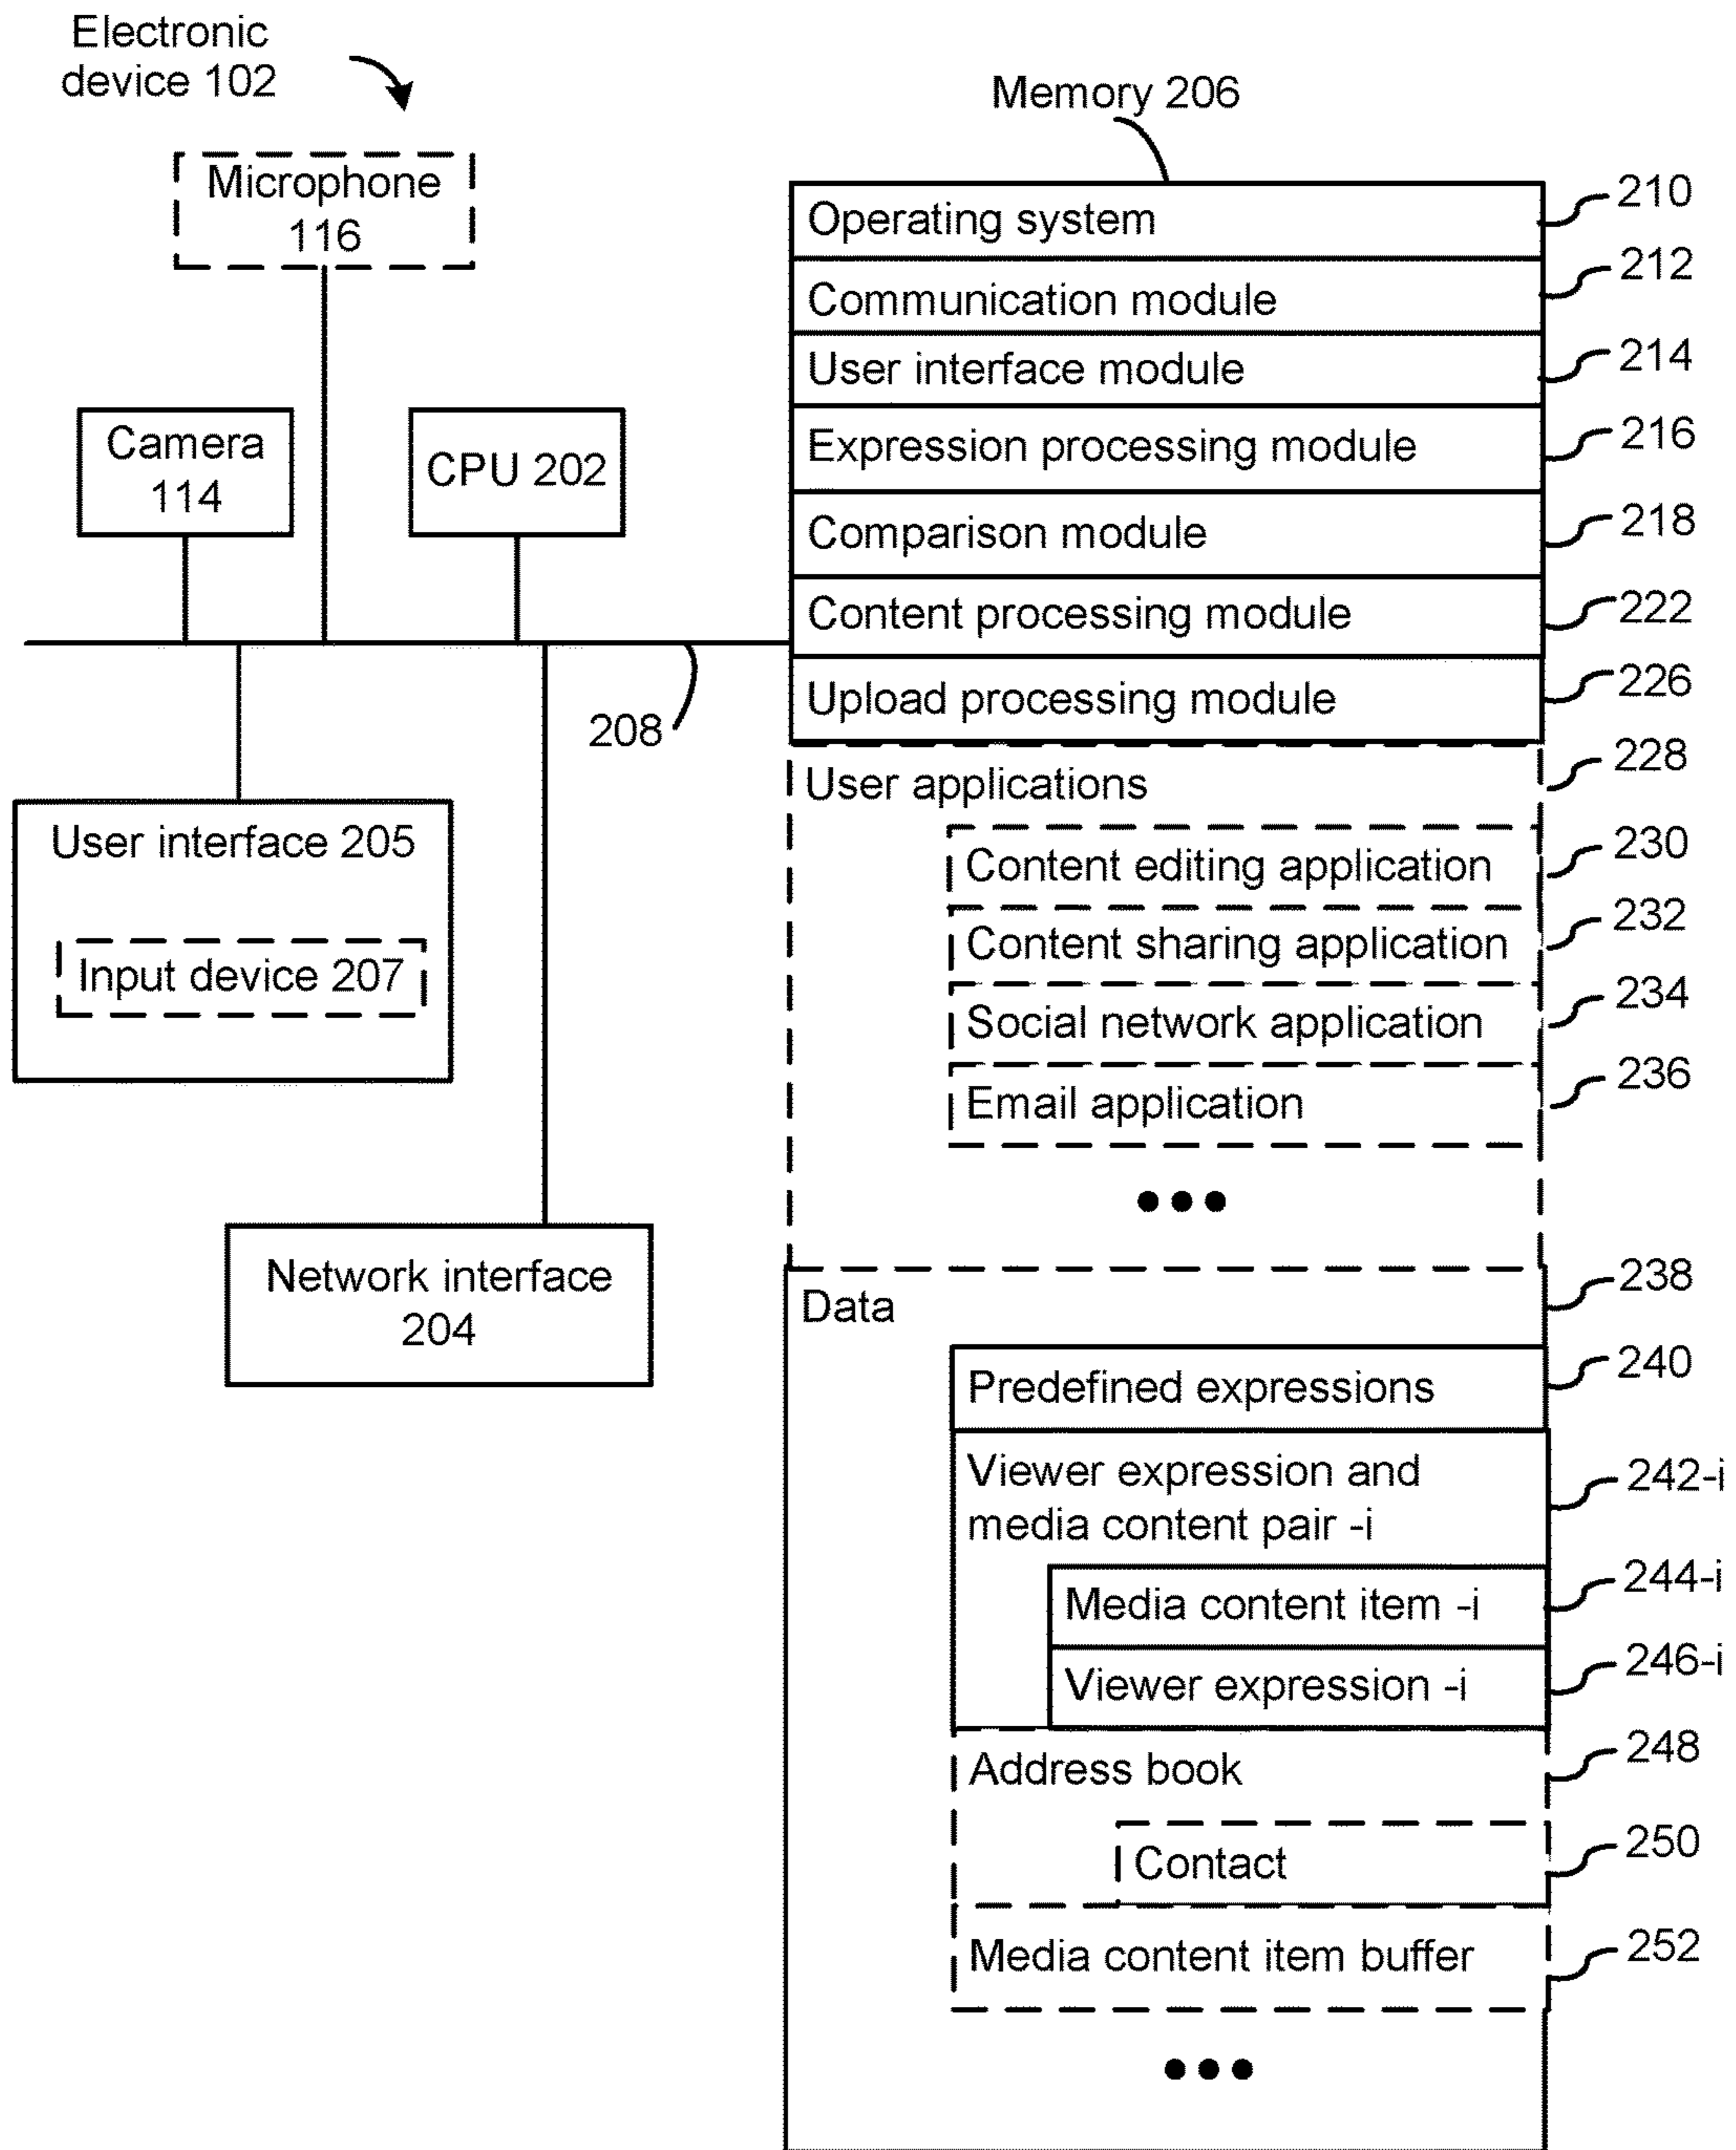 Electronic
device 102
Memory 206
Microphone
116
Operating system
210
Communication module
212
User interface module
214
Camera
114
CPU 202
Expression processing module
216
Comparison module
218
Content processing module
222
Upload processing module
226
208
User applications
228
User interface 205
Input device 207
Content editing application
230
Content sharing application
232
Social network application
234
Email application
236
•••
Network interface
204
Data
238
Predefined expressions
240
Viewer expression and
media content pair -i
242-i
Media content item -i
244-i
Viewer expression -i
246-i
Address book
248
Contact
250
Media content item buffer
252
•••